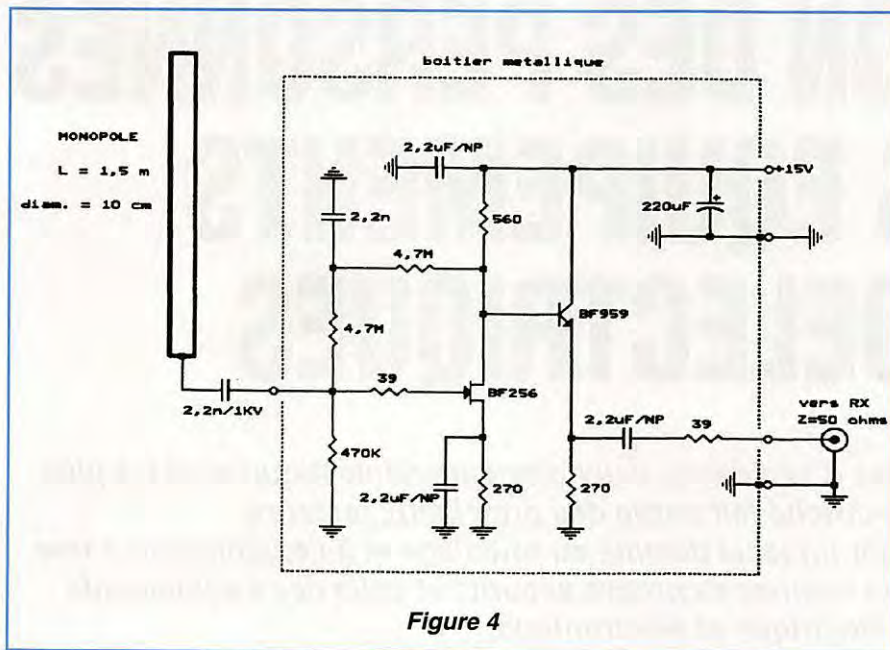 boitier metallique
MONOPOLE
L = 1,5 m
diam. = 10 cm
2,2uF/NP
+15V
220uF
+
2,2n
560
4,7M
4,7M
BF959
39
BF256
2,2n/1KV
2,2uF/NP
39
vers RX
Z=50 ohms
470K
2,2uF/NP
270
270
Figure 4